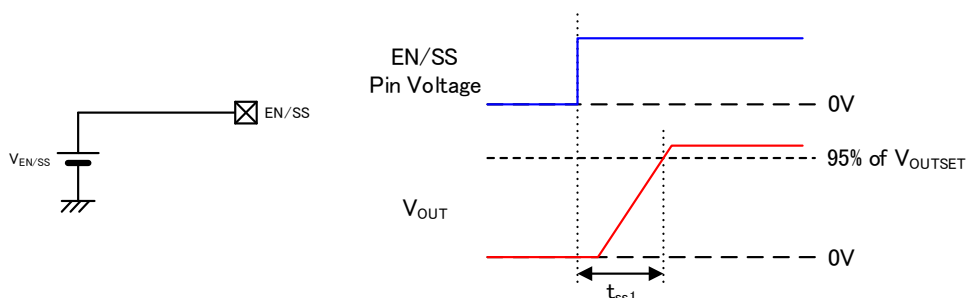 EN/SS
V_EN/SS
EN/SS
Pin Voltage
0V
95% of V_OUTSET
V_OUT
0V
t_ss1